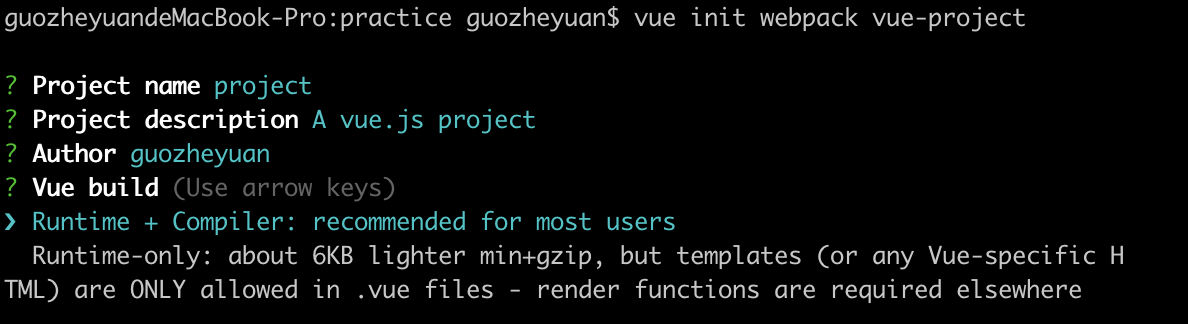 guozheyuandeMacBook-Pro:practice guozheyuan$ vue init webpack vue-project
? Project name project
? Project description A vue.js project
? Author guozheyuan
? Vue build (Use arrow keys)
❯ Runtime + Compiler: recommended for most users
Runtime-only: about 6KB lighter min+gzip, but templates (or any Vue-specific H
TML) are ONLY allowed in .vue files - render functions are required elsewhere